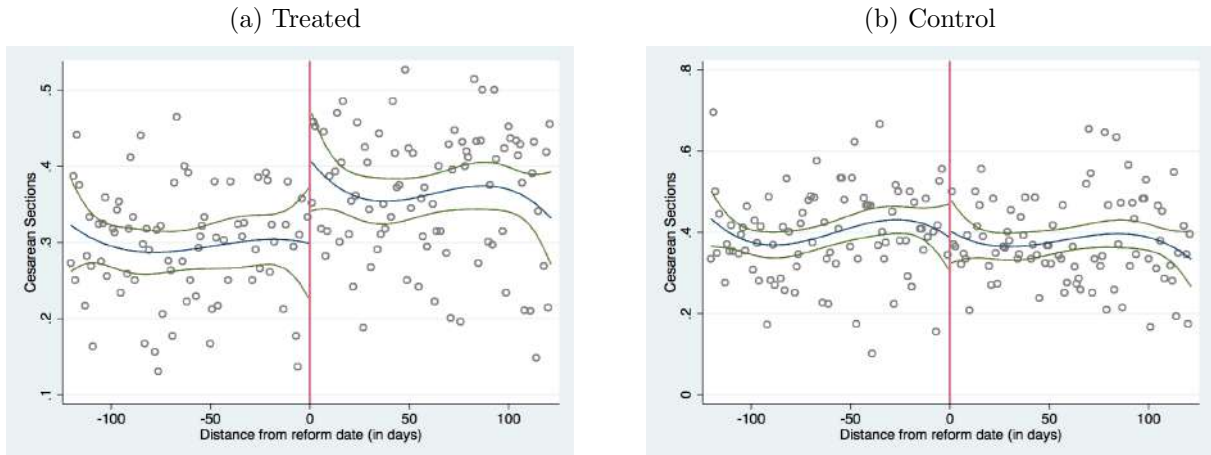 (a) Treated
Cesarean Sections
.5
.4
.3
.2
.1
-100 -50 0 50 100
Distance from reform date (in days)
(b) Control
Cesarean Sections
.8
.6
.4
.2
0
-100 -50 0 50 100
Distance from reform date (in days)